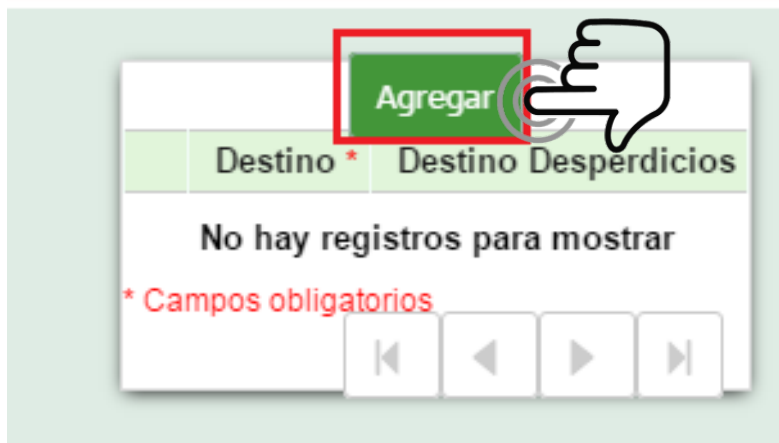 Agregar
Destino * Destino Desperdicios
No hay registros para mostrar
* Campos obligatorios